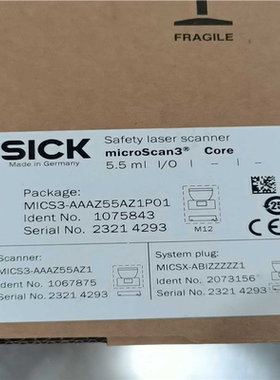 FRAGILE
SICK
Made in Germany
Safety laser scanner
microScan3® Core
5.5 m| I/O | - | -
Package:
MICS3-AAAZ55AZ1P01
Ident No. 1075843
Serial No. 2321 4293
M12
25
Scanner:
MICS3-AAAZ55AZ1
Ident No. 1067875
Serial No. 2321 4293
System plug:
MICSX-ABIZZZZZ1
Ident No. 2073156
Serial No. 2321 4293